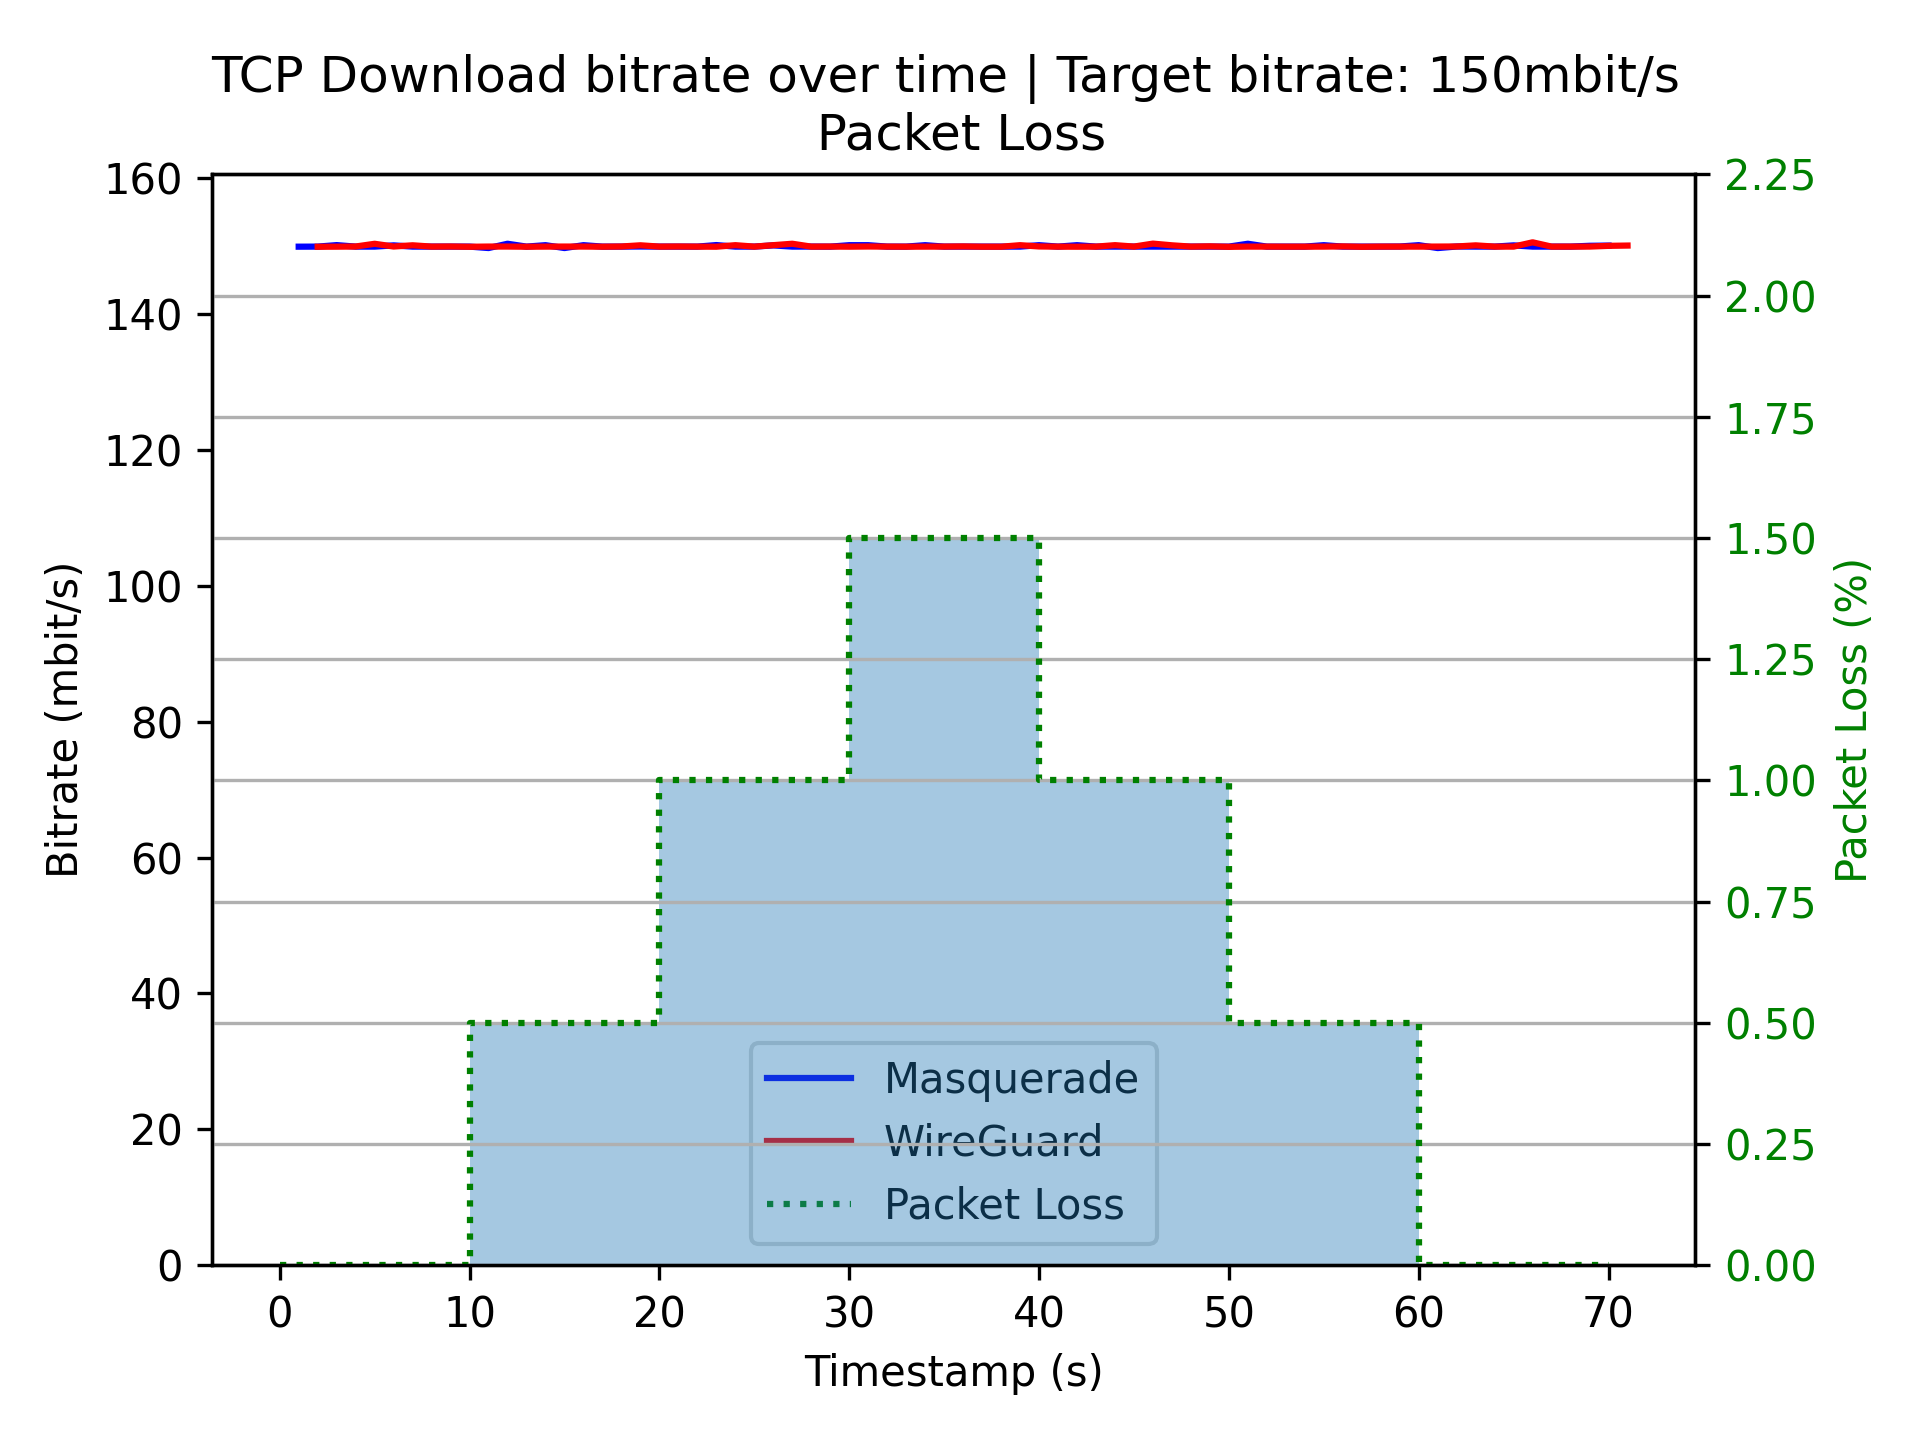 TCP Download bitrate over time | Target bitrate: 150mbit/s
Packet Loss
160
140
120
100
80
60
40
20
0
Bitrate (mbit/s)
2.25
2.00
1.75
1.50
1.25
1.00
0.75
0.50
0.25
0.00
Packet Loss (%)
Masquerade
WireGuard
Packet Loss
0 10 20 30 40 50 60 70
Timestamp (s)